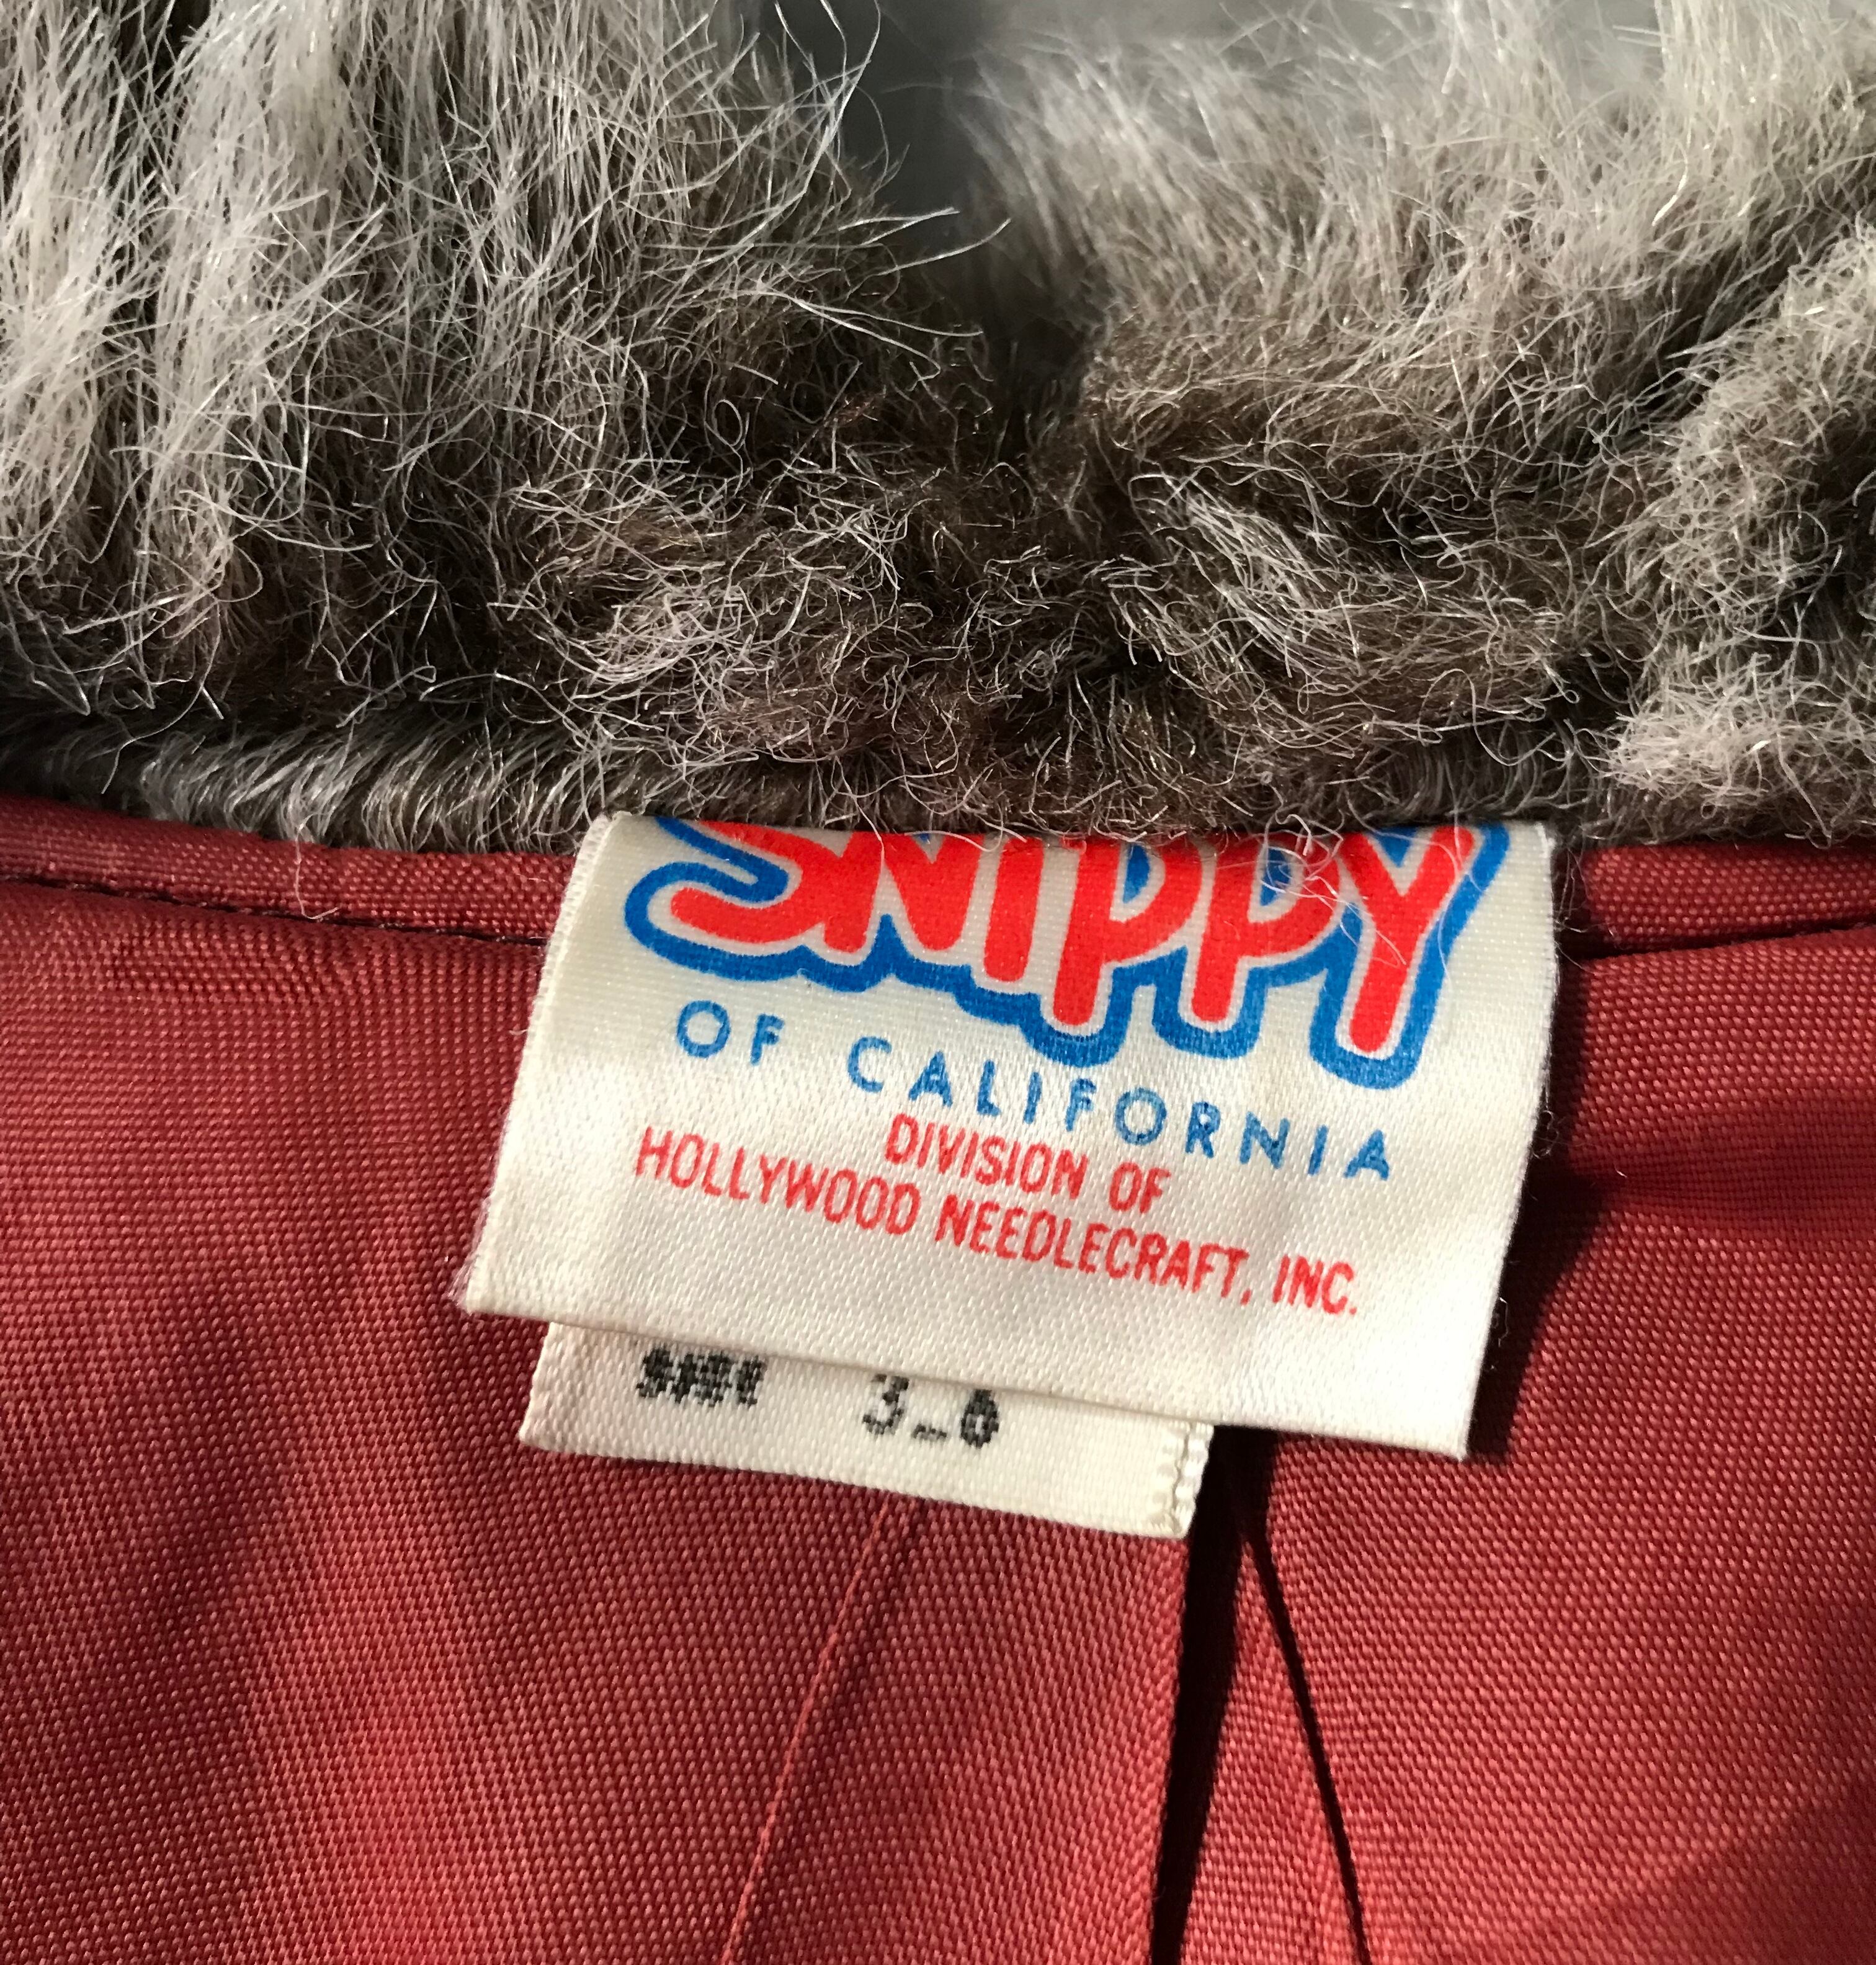 SNIPPY
OF CALIFORNIA
DIVISION OF
HOLLYWOOD NEEDLECRAFT, INC.
3-6